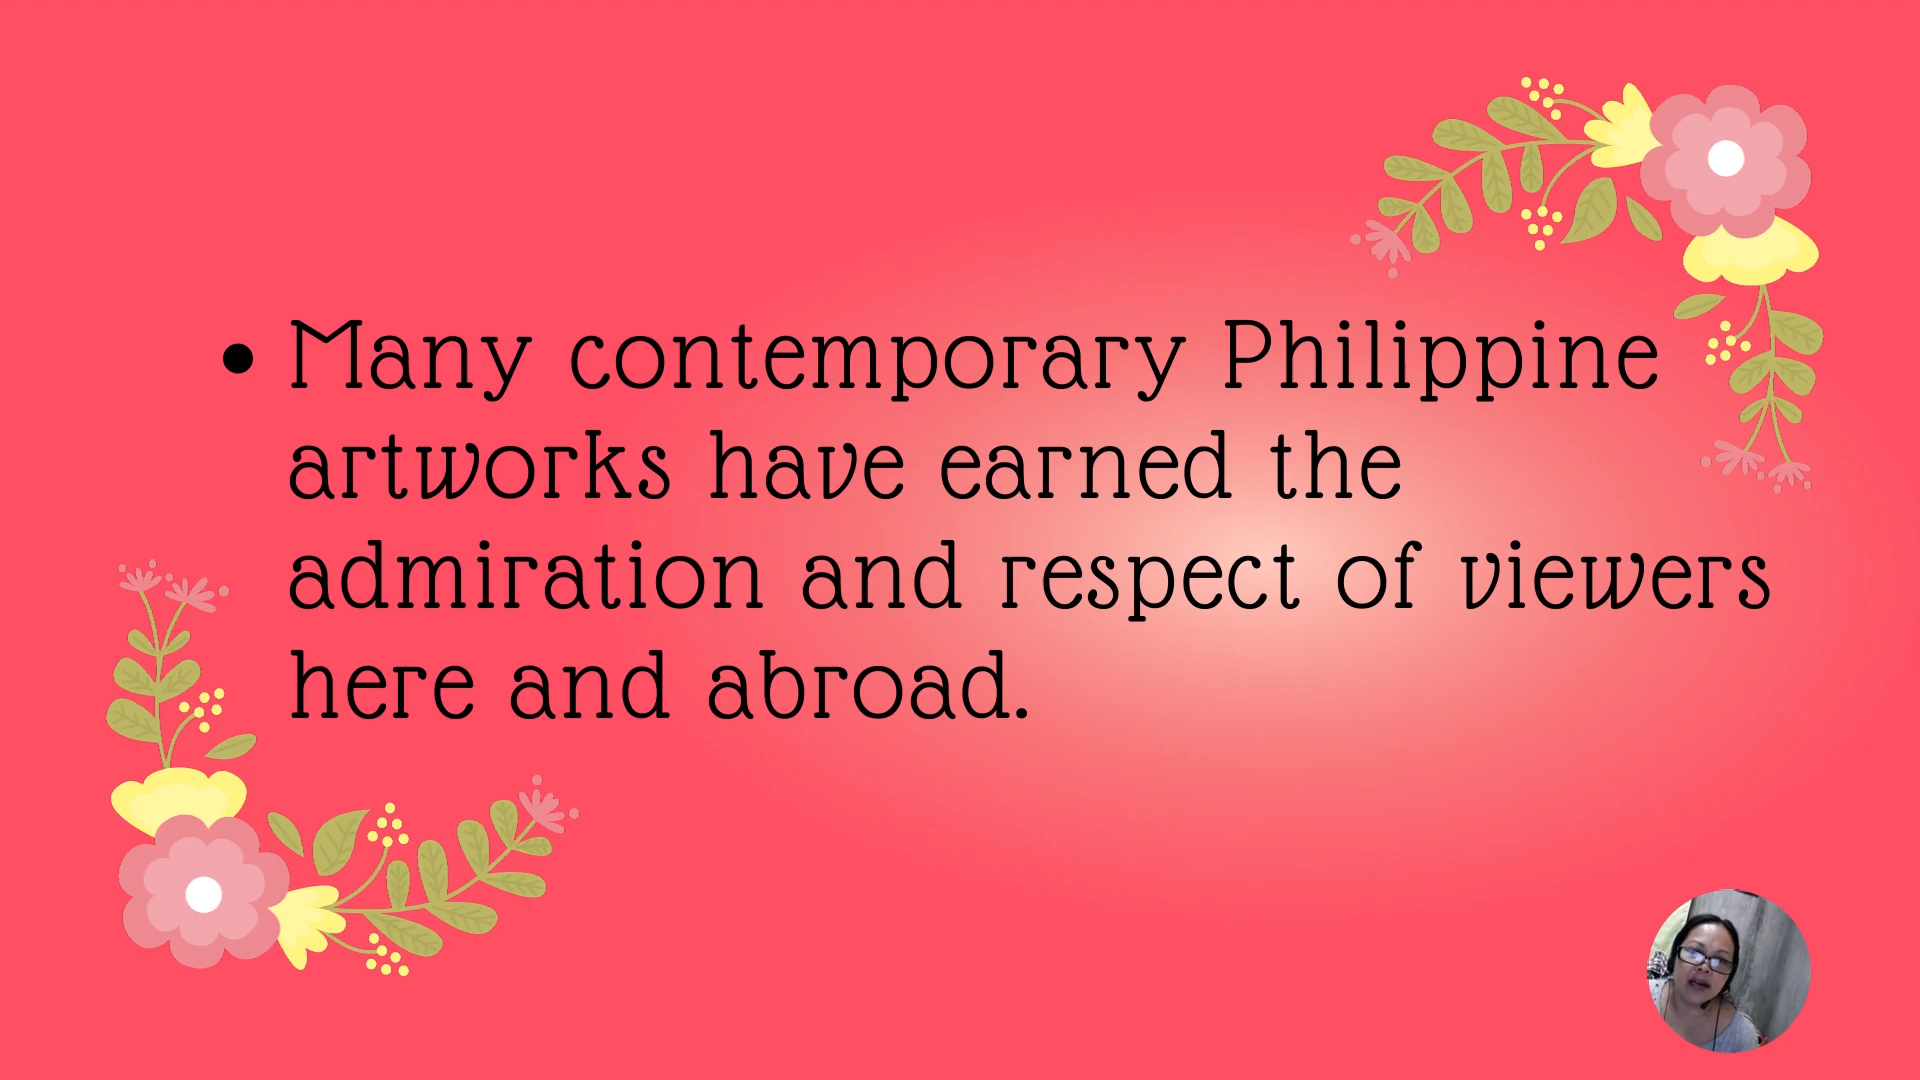 • Many contemporary Philippine
artworks have earned the
admiration and respect of viewers
here and abroad.